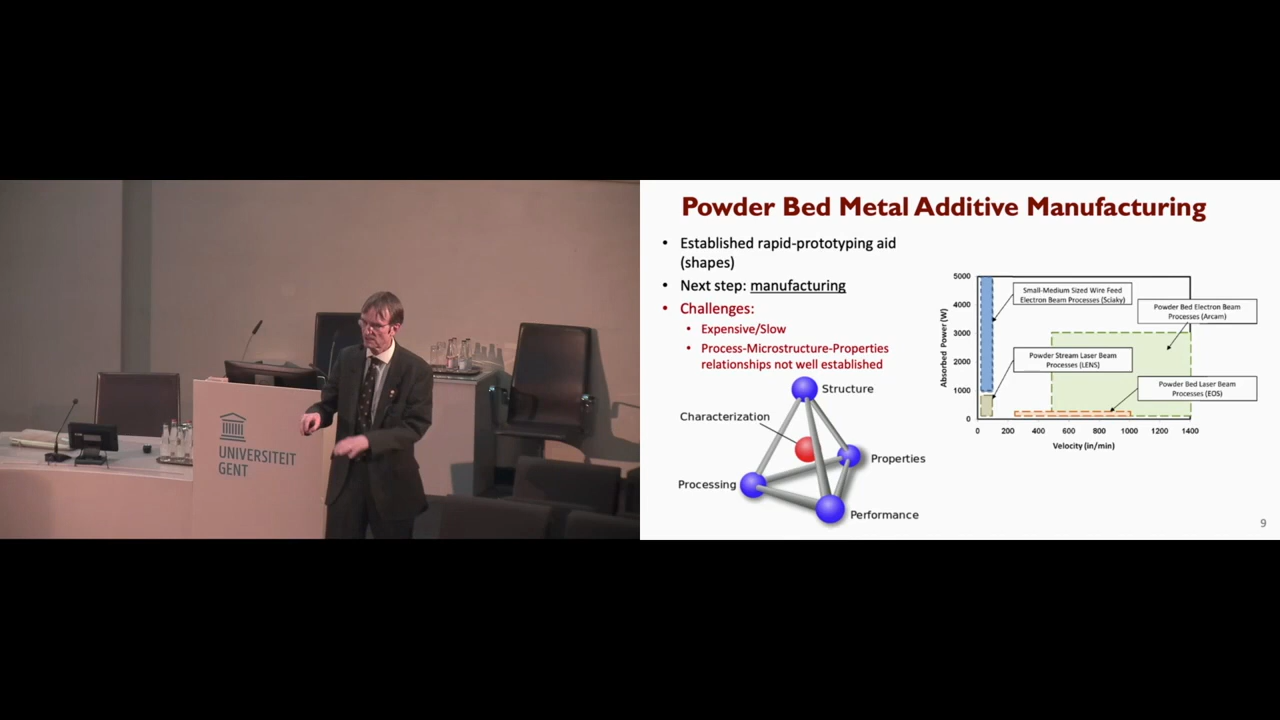 UNIVERSITEIT
GENT
Powder Bed Metal Additive Manufacturing
• Established rapid-prototyping aid
(shapes)
• Next step: manufacturing
• Challenges:
• Expensive/Slow
• Process-Microstructure-Properties
relationships not well established
Structure
Characterization
Properties
Processing
Performance
Absorbed Power (W)
5000
4000
3000
2000
1000
0
0 200 400 600 800 1000 1200 1400
Velocity (in/min)
Small-Medium Sized Wire Feed
Electron Beam Processes (Sciaky)
Powder Bed Electron Beam
Processes (Arcam)
Powder Stream Laser Beam
Processes (LENS)
Powder Bed Laser Beam
Processes (EOS)
9